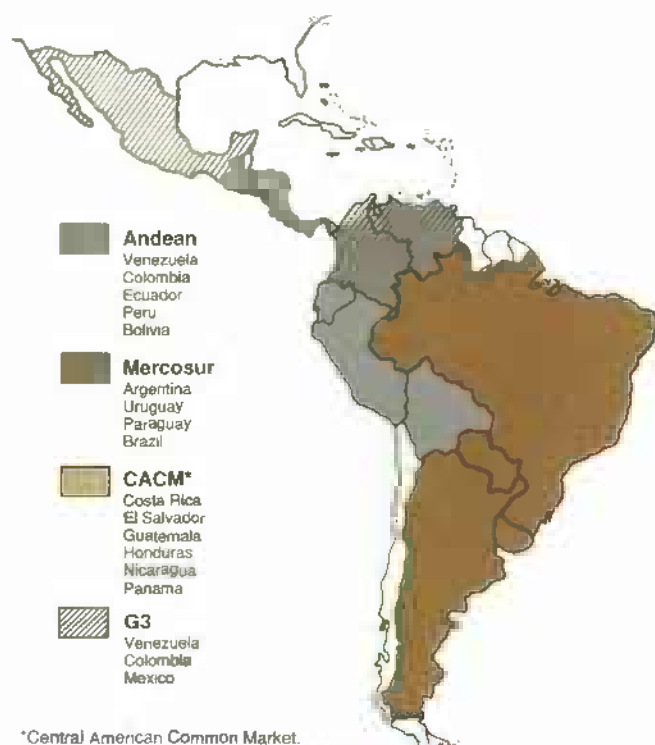 Andean
Venezuela
Colombia
Ecuador
Peru
Bolivia
Mercosur
Argentina
Uruguay
Paraguay
Brazil
CACM*
Costa Rica
El Salvador
Guatemala
Honduras
Nicaragua
Panama
G3
Venezuela
Colombia
Mexico
*Central American Common Market.